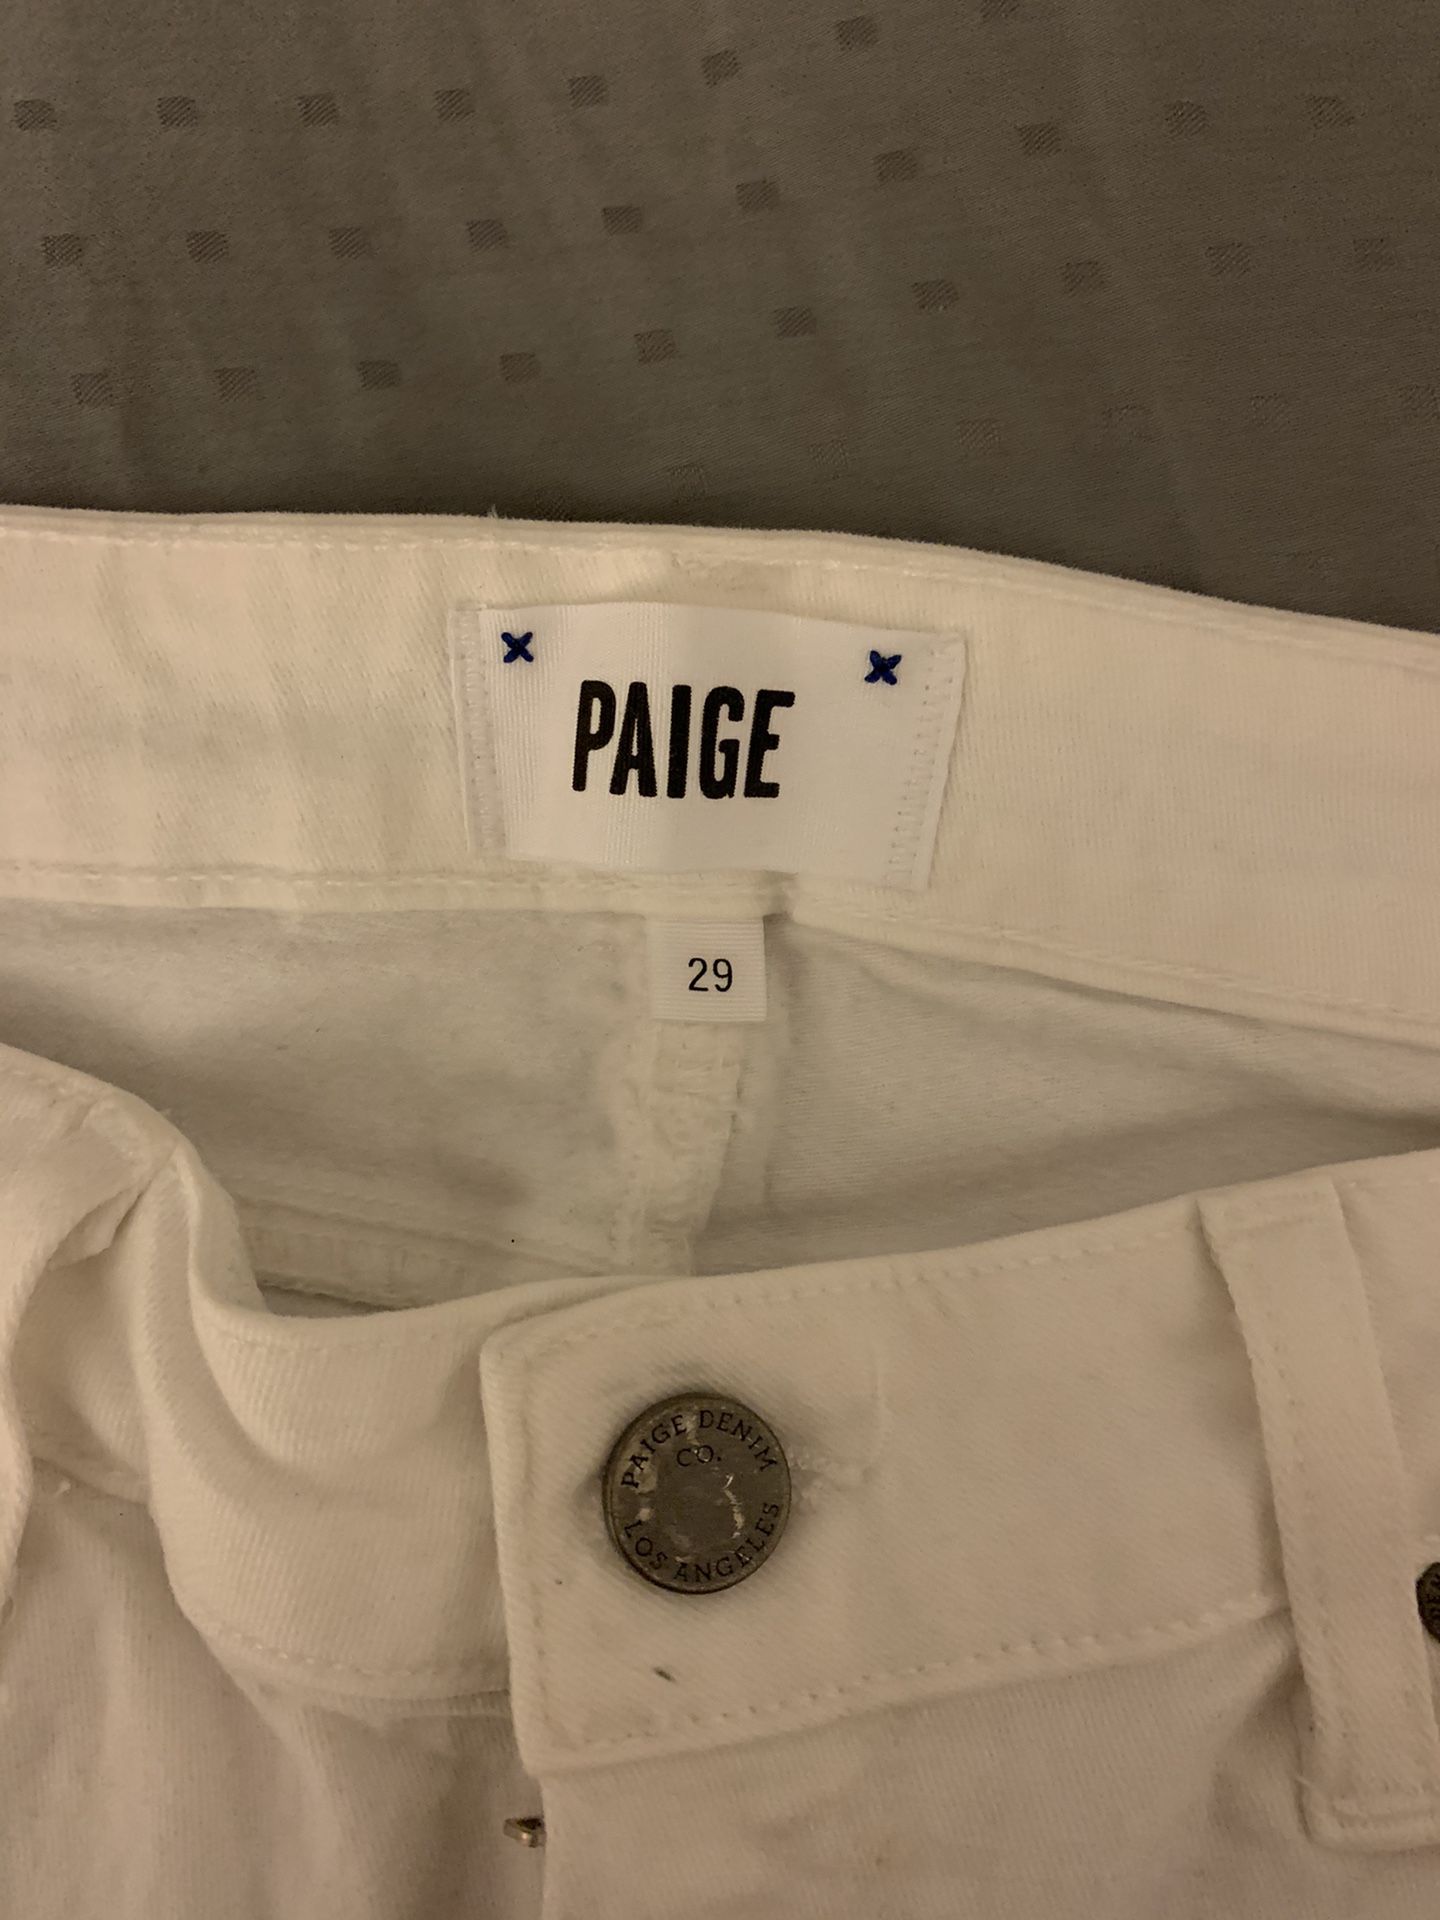 PAIGE
29
PAIGE DENIM
CO.
LOS ANGELES